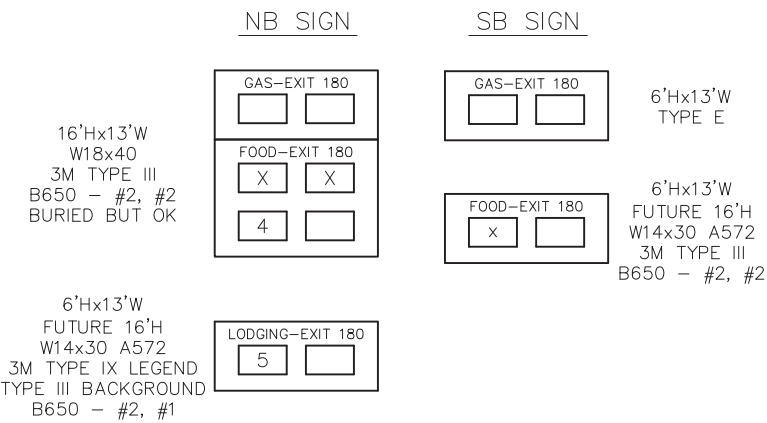 NB SIGN
SB SIGN
16'Hx13'W
W18x40
3M TYPE III
B650 - #2, #2
BURIED BUT OK
GAS-EXIT 180
FOOD-EXIT 180
X X
4
GAS-EXIT 180
6'Hx13'W
TYPE E
FOOD-EXIT 180
x
6'Hx13'W
FUTURE 16'H
W14x30 A572
3M TYPE III
B650 - #2, #2
6'Hx13'W
FUTURE 16'H
W14x30 A572
3M TYPE IX LEGEND
TYPE III BACKGROUND
B650 - #2, #1
LODGING-EXIT 180
5